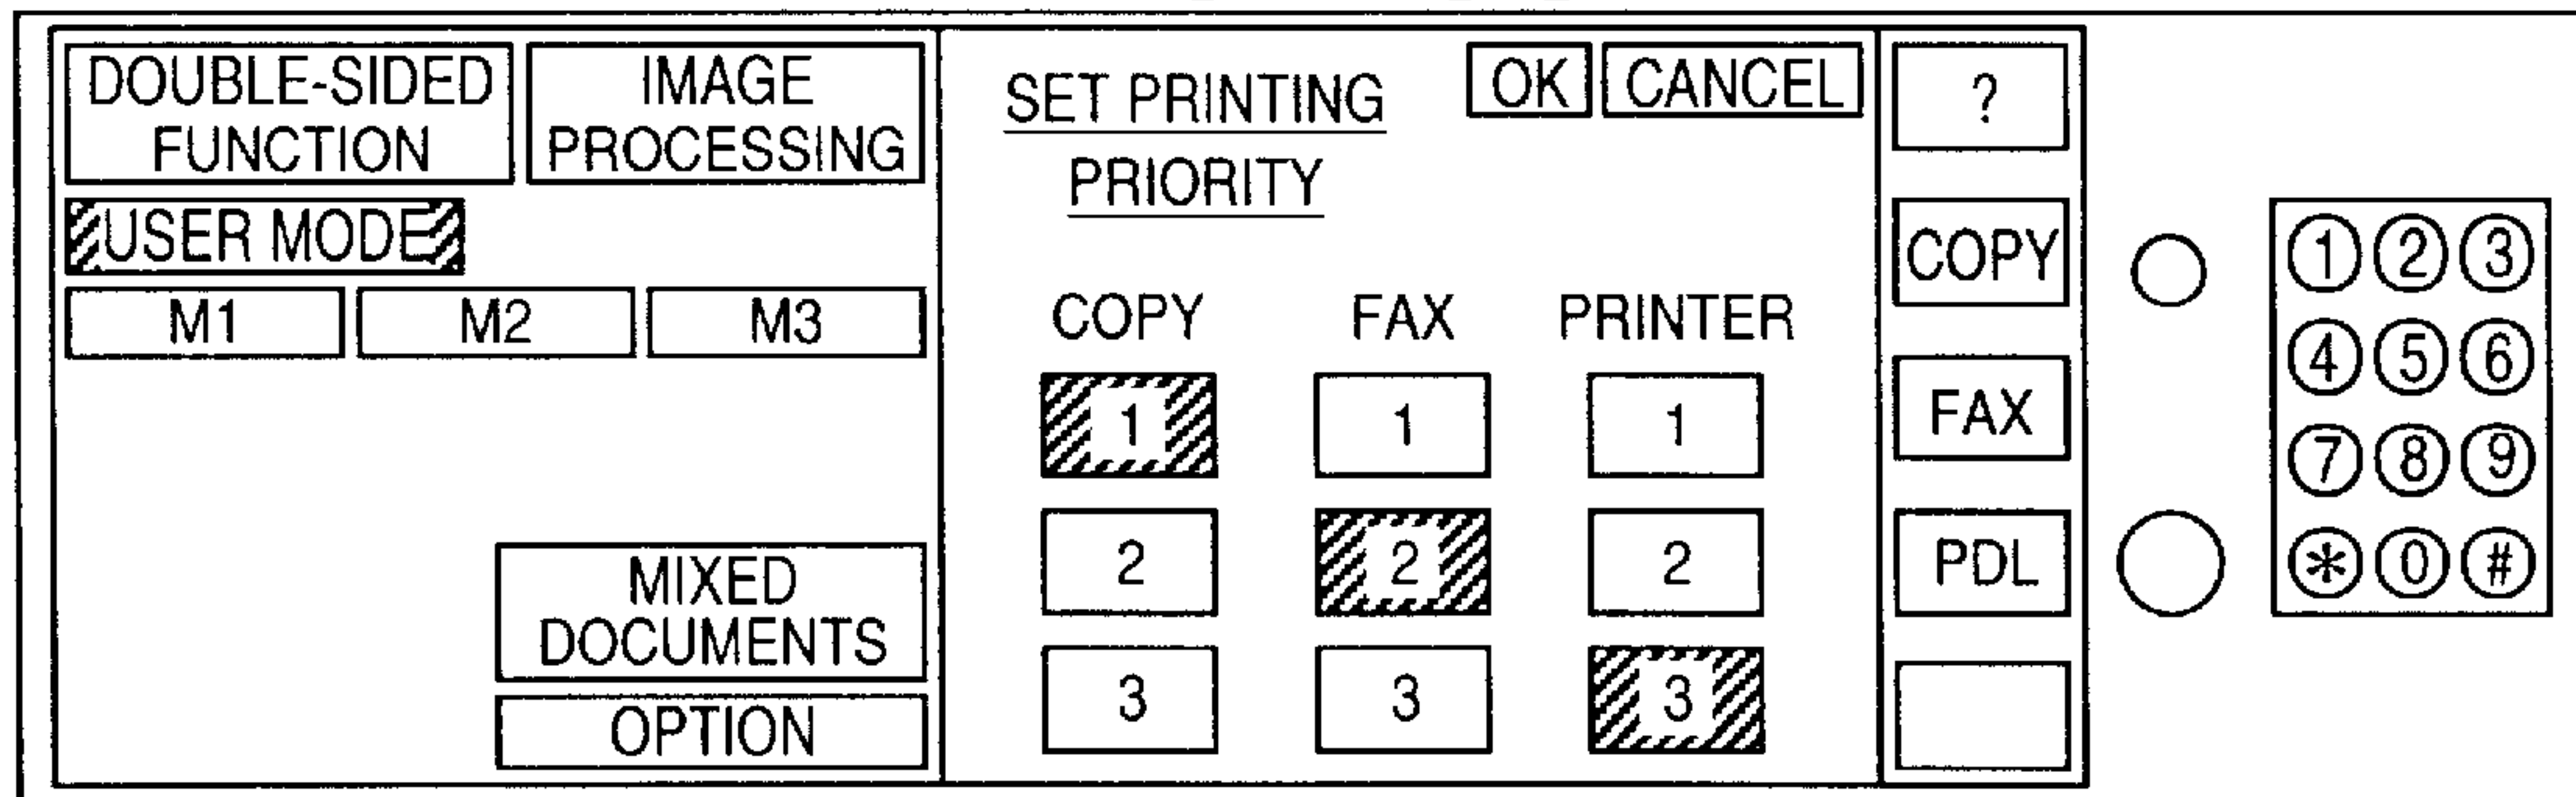 DOUBLE-SIDED
FUNCTION
IMAGE
PROCESSING
USER MODE
M1 M2 M3
MIXED
DOCUMENTS
OPTION
SET PRINTING
PRIORITY
OK CANCEL
COPY FAX PRINTER
1 1 1
2 2 2
3 3 3
?
COPY
FAX
PDL
1 2 3
4 5 6
7 8 9
* 0 #